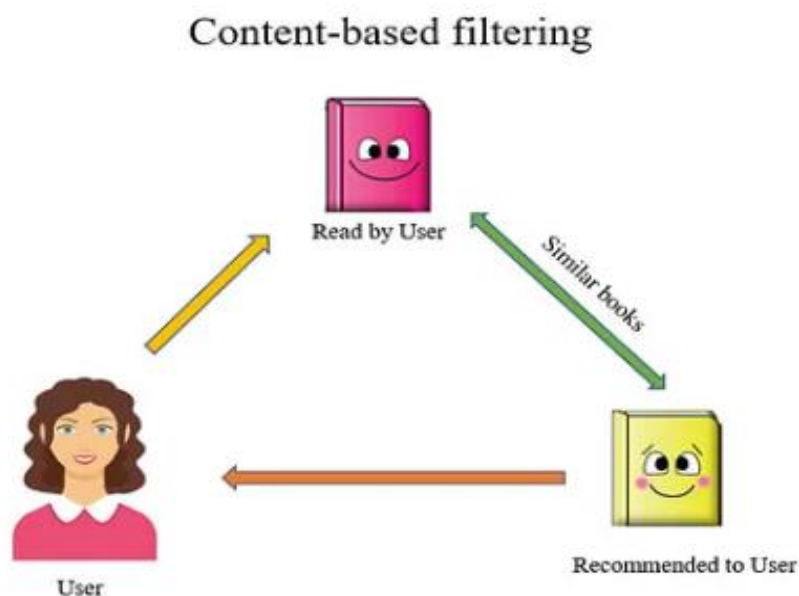 Content-based filtering
Read by User
Similar books
Recommended to User
User